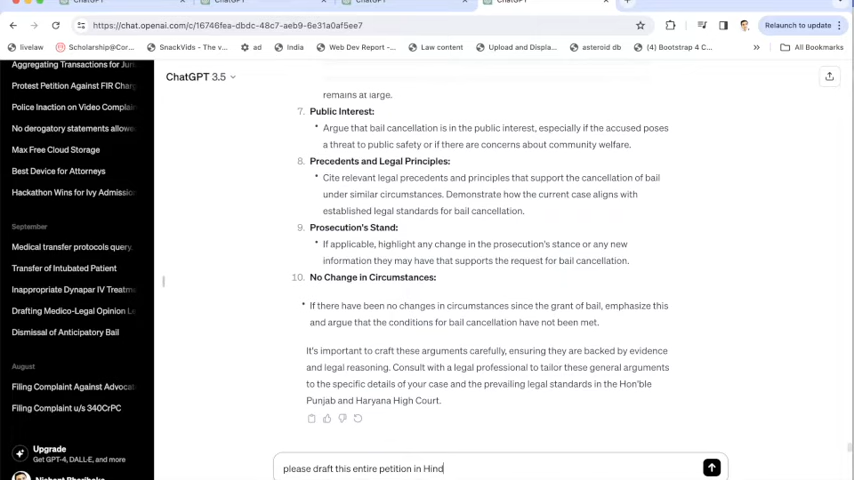 ChatGPT
ChatGPT
ChatGPT
ChatGPT
https://chat.openai.com/c/16746fea-dbdc-48c7-aeb9-6e31a0af5ee7
Relaunch to update
livelaw
Scholarship@Cor...
SnackVids - The v...
ad
India
Web Dev Report -...
Law content
Upload and Displa...
asteroid db
(4) Bootstrap 4 C...
All Bookmarks
Aggregating Transactions for Juri
Protest Petition Against FIR Chan
Police Inaction on Video Complai
No derogatory statements allowe
Max Free Cloud Storage
Best Device for Attorneys
Hackathon Wins for Ivy Admissio
September
Medical transfer protocols query.
Transfer of Intubated Patient
Inappropriate Dynapar IV Treatme
Drafting Medico-Legal Opinion Le
Dismissal of Anticipatory Bail
August
Filing Complaint Against Advocat
Filing Complaint u/s 340CrPC
Upgrade
Get GPT-4, DALL·E, and more
ChatGPT 3.5
remains at large.
7. Public Interest:
• Argue that bail cancellation is in the public interest, especially if the accused poses
a threat to public safety or if there are concerns about community welfare.
8. Precedents and Legal Principles:
• Cite relevant legal precedents and principles that support the cancellation of bail
under similar circumstances. Demonstrate how the current case aligns with
established legal standards for bail cancellation.
9. Prosecution's Stand:
• If applicable, highlight any change in the prosecution's stance or any new
information they may have that supports the request for bail cancellation.
10. No Change in Circumstances:
• If there have been no changes in circumstances since the grant of bail, emphasize this
and argue that the conditions for bail cancellation have not been met.
It's important to craft these arguments carefully, ensuring they are backed by evidence
and legal reasoning. Consult with a legal professional to tailor these general arguments
to the specific details of your case and the prevailing legal standards in the Hon'ble
Punjab and Haryana High Court.
please draft this entire petition in Hind